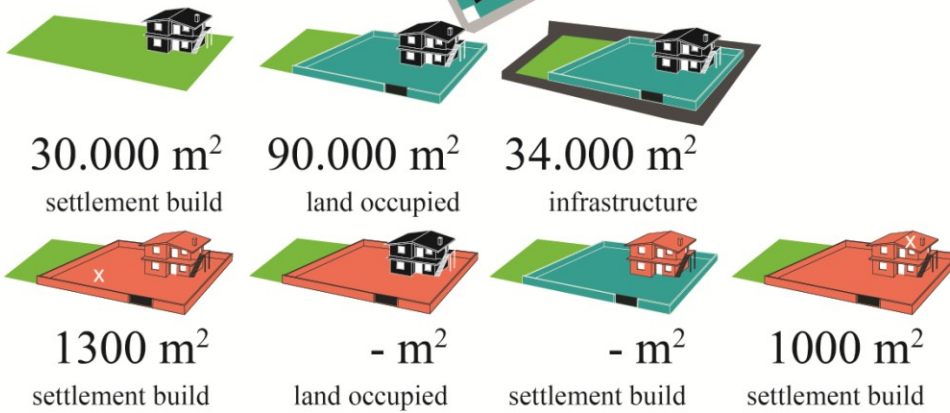 30.000 m² 90.000 m² 34.000 m²
settlement build land occupied infrastructure
x x
1300 m² - m² - m² 1000 m²
settlement build land occupied settlement build settlement build